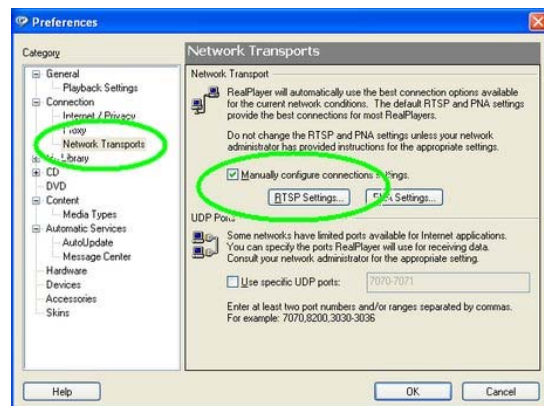 Preferences
Category
General
Playback Settings
Connection
Internet / Privacy
Proxy
Network Transports
Library
CD
DVD
Content
Media Types
Automatic Services
AutoUpdate
Message Center
Hardware
Devices
Accessories
Skins
Network Transports
Network Transport
RealPlayer will automatically use the best connection options available
for the current network conditions. The default RTSP and PNA settings
provide the best connections for most RealPlayers.
Do not change the RTSP and PNA settings unless your network
administrator has provided instructions for the appropriate settings.
Manually configure connections settings.
RTSP Settings...
PNA Settings...
UDP Ports
Some networks have limited ports available for Internet applications.
You can specify the ports RealPlayer will use for receiving data.
Consult your network administrator for the appropriate setting.
Use specific UDP ports:
7070-7071
Enter at least two port numbers and/or ranges separated by commas.
For example: 7070,8200,3030-3036
Help
OK
Cancel